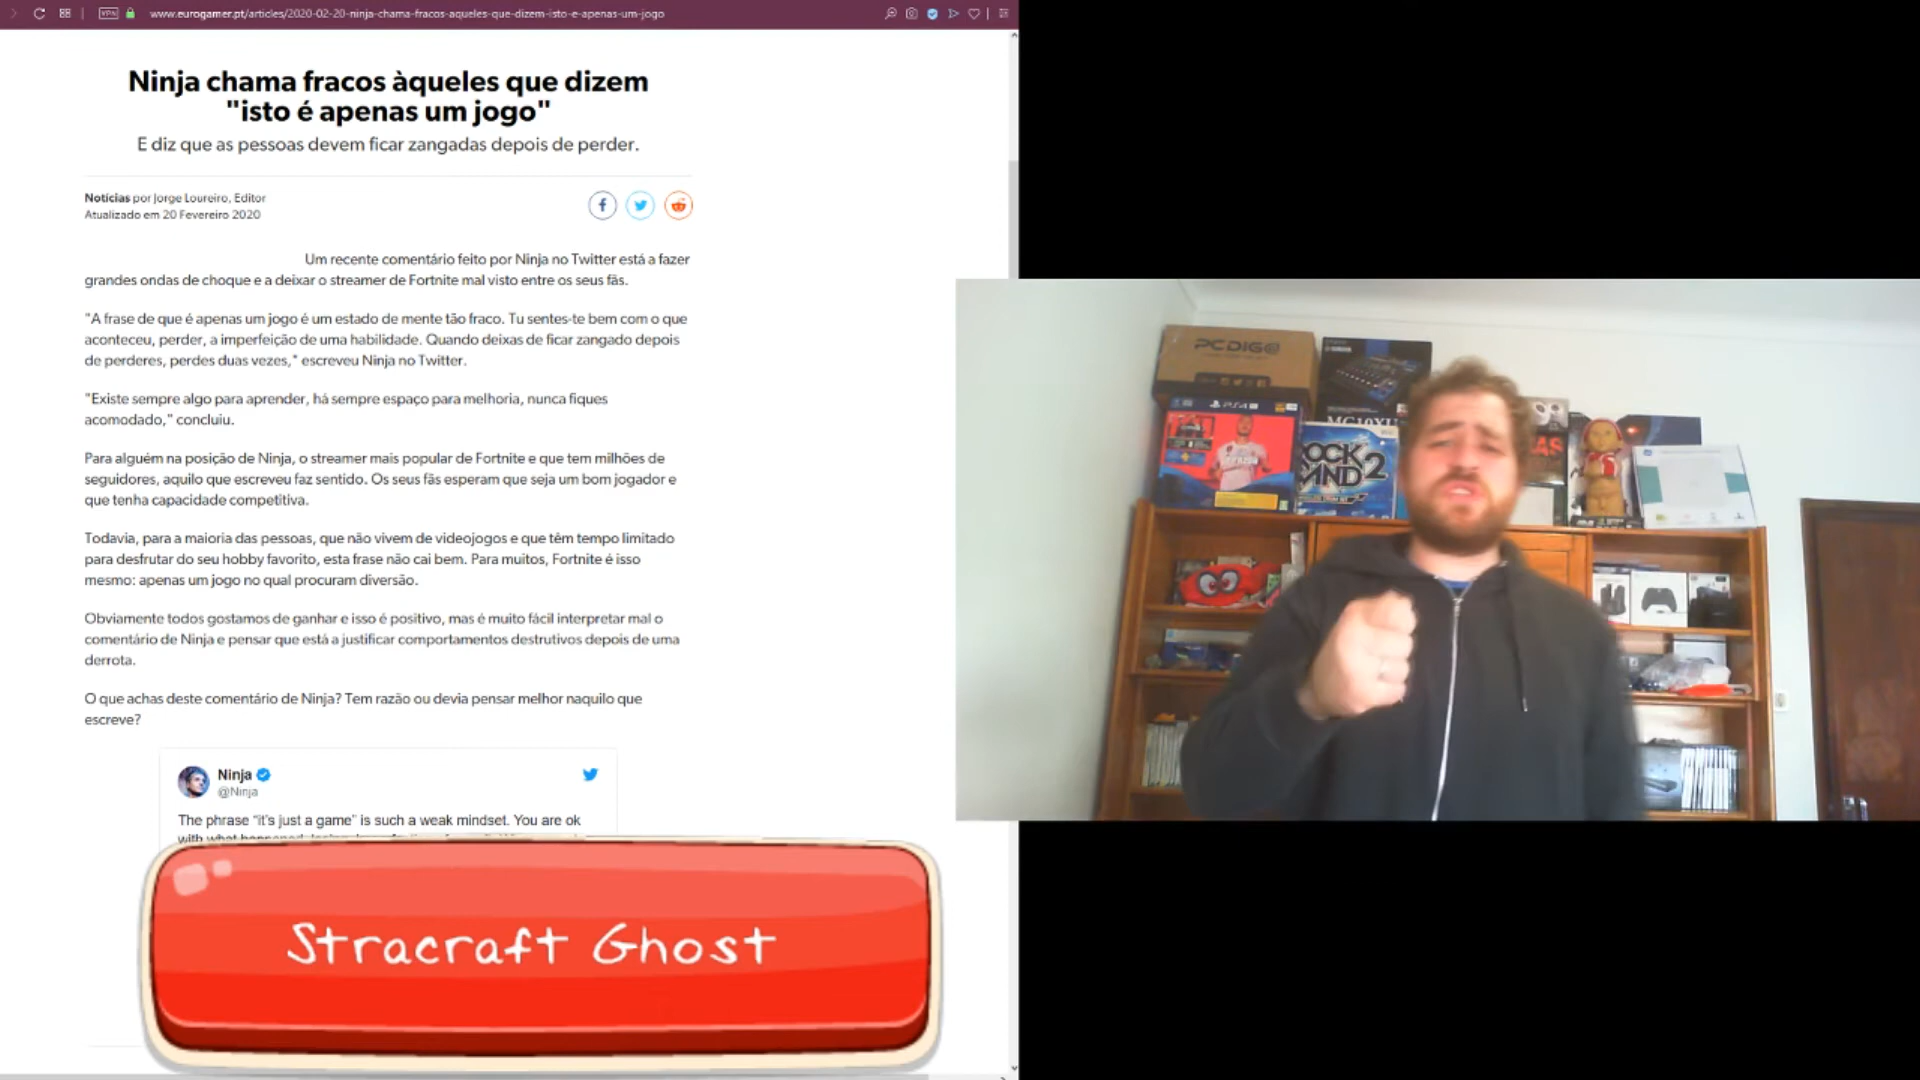 VPN
www.eurogamer.pt/articles/2020-02-20-ninja-chama-fracos-aqueles-que-dizem-isto-e-apenas-um-jogo
Ninja chama fracos àqueles que dizem
"isto é apenas um jogo"
E diz que as pessoas devem ficar zangadas depois de perder.
Notícias por Jorge Loureiro, Editor
Atualizado em 20 Fevereiro 2020
Um recente comentário feito por Ninja no Twitter está a fazer
grandes ondas de choque e a deixar o streamer de Fortnite mal visto entre os seus fãs.
"A frase de que é apenas um jogo é um estado de mente tão fraco. Tu sentes-te bem com o que
aconteceu, perder, a imperfeição de uma habilidade. Quando deixas de ficar zangado depois
de perderes, perdes duas vezes," escreveu Ninja no Twitter.
"Existe sempre algo para aprender, há sempre espaço para melhoria, nunca fiques
acomodado," concluiu.
Para alguém na posição de Ninja, o streamer mais popular de Fortnite e que tem milhões de
seguidores, aquilo que escreveu faz sentido. Os seus fãs esperam que seja um bom jogador e
que tenha capacidade competitiva.
Todavia, para a maioria das pessoas, que não vivem de videojogos e que têm tempo limitado
para desfrutar do seu hobby favorito, esta frase não cai bem. Para muitos, Fortnite é isso
mesmo: apenas um jogo no qual procuram diversão.
Obviamente todos gostamos de ganhar e isso é positivo, mas é muito fácil interpretar mal o
comentário de Ninja e pensar que está a justificar comportamentos destrutivos depois de uma
derrota.
O que achas deste comentário de Ninja? Tem razão ou devia pensar melhor naquilo que
escreve?
Ninja
@Ninja
The phrase “it’s just a game” is such a weak mindset. You are ok
Stracraft Ghost
PCDIGA
PS4
MG10XU
ROCK
BAND 2